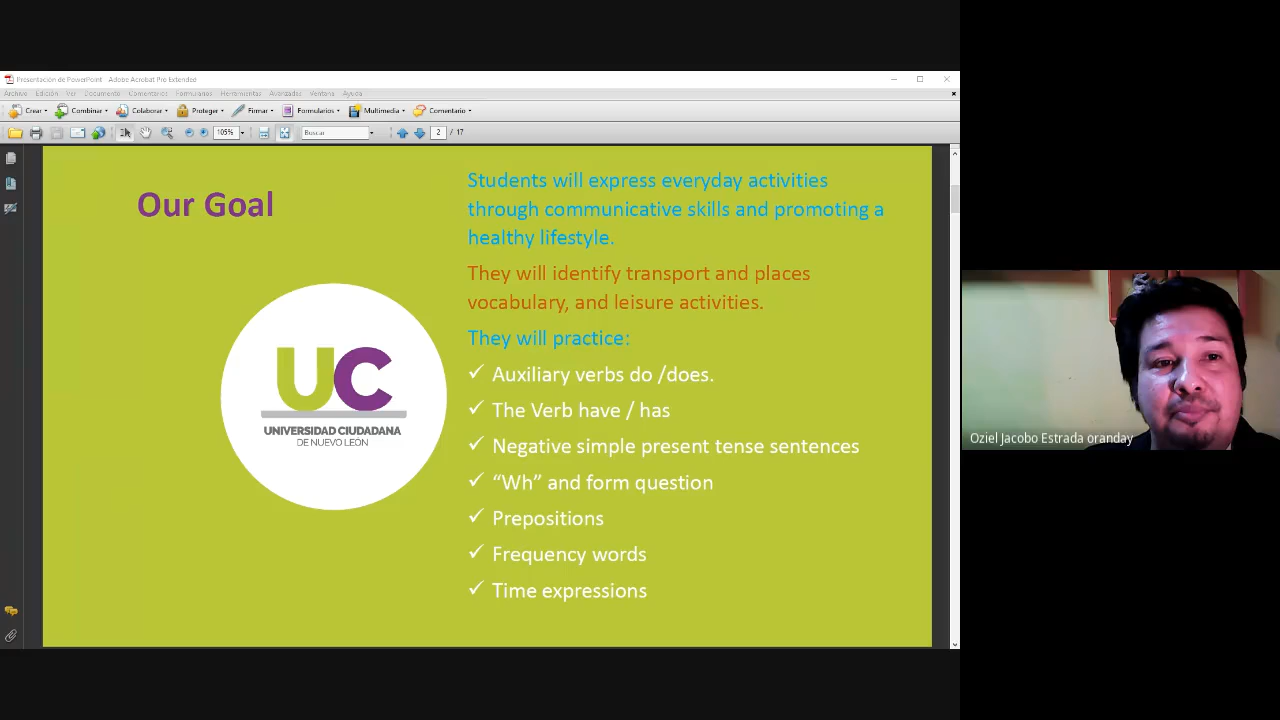 Presentación de PowerPoint - Adobe Acrobat Pro Extended
Archivo Edición Ver Documento Comentarios Formularios Herramientas Avanzadas Ventana Ayuda
Crear Combinar Colaborar Proteger Firmar Formularios Multimedia Comentario
105% Buscar 2 / 17
Our Goal
Students will express everyday activities
through communicative skills and promoting a
healthy lifestyle.
They will identify transport and places
vocabulary, and leisure activities.
They will practice:
✓ Auxiliary verbs do /does.
✓ The Verb have / has
✓ Negative simple present tense sentences
✓ “Wh” and form question
✓ Prepositions
✓ Frequency words
✓ Time expressions
UC
UNIVERSIDAD CIUDADANA
DE NUEVO LEÓN
Oziel Jacobo Estrada oranday